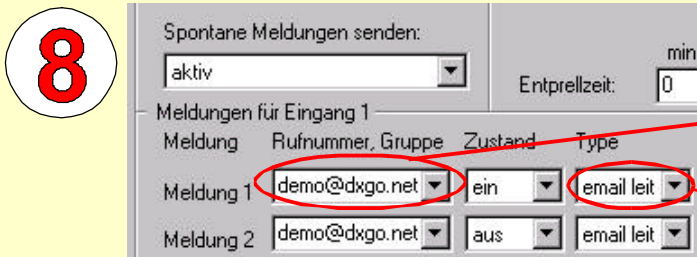 8
Spontane Meldungen senden:
aktiv
min
Entprellzeit: 0
Meldungen für Eingang 1
Meldung Rufnummer, Gruppe Zustand Type
Meldung 1 demo@dxgo.net ein email leit
Meldung 2 demo@dxgo.net aus email leit